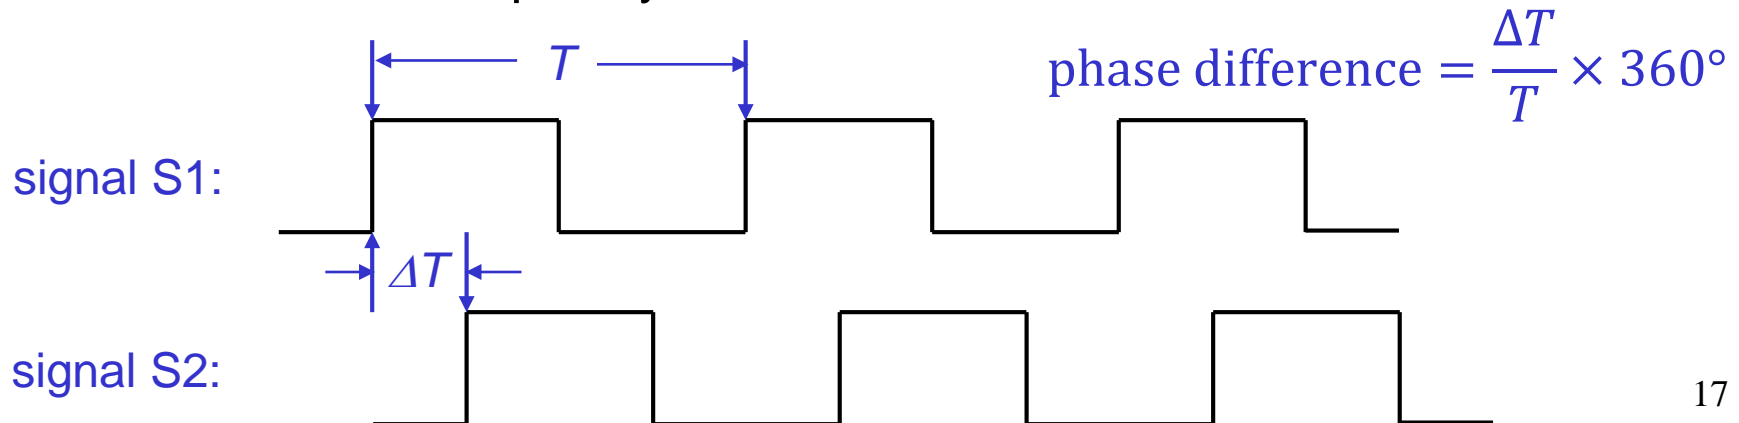 T
phase difference = ΔT/T × 360°
signal S1:
ΔT
signal S2:
17